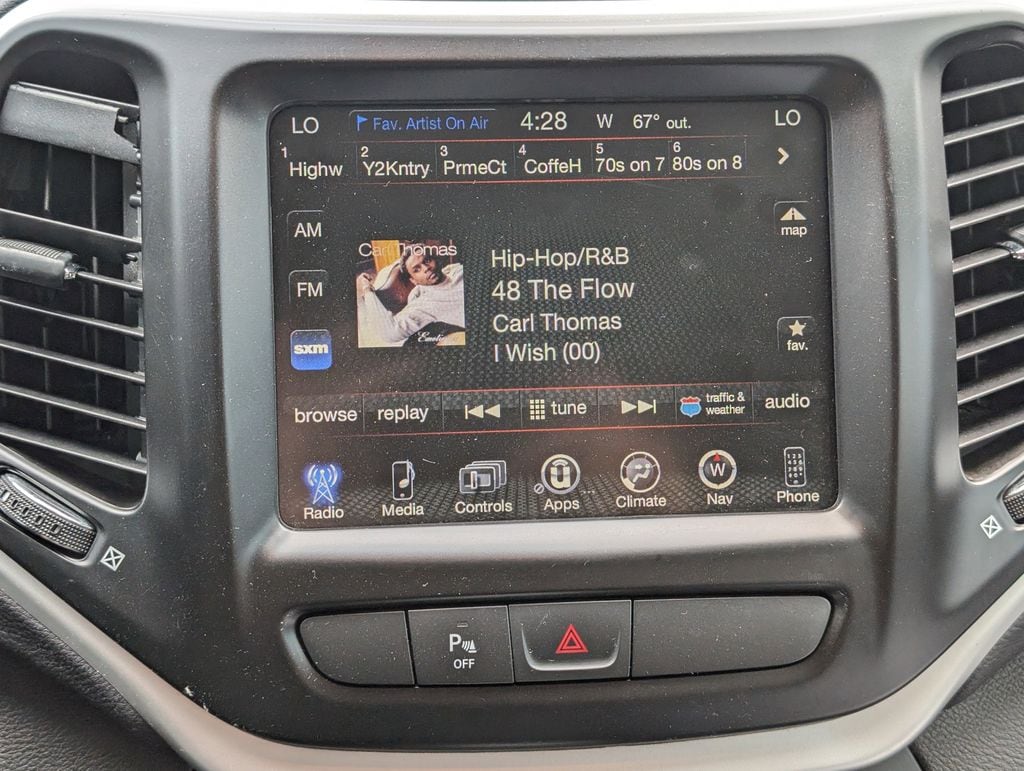 LO Fav. Artist On Air 4:28 W 67° out. LO
1 Highw 2 Y2Kntry 3 PrmeCt 4 CoffeH 5 70s on 7 6 80s on 8
AM
map
Carl Thomas
Hip-Hop/R&B
FM
48 The Flow
Carl Thomas
fav.
sxm
Emotional
I Wish (00)
browse replay tune traffic & weather audio
Radio Media Controls Apps Climate Nav Phone
W
P
OFF